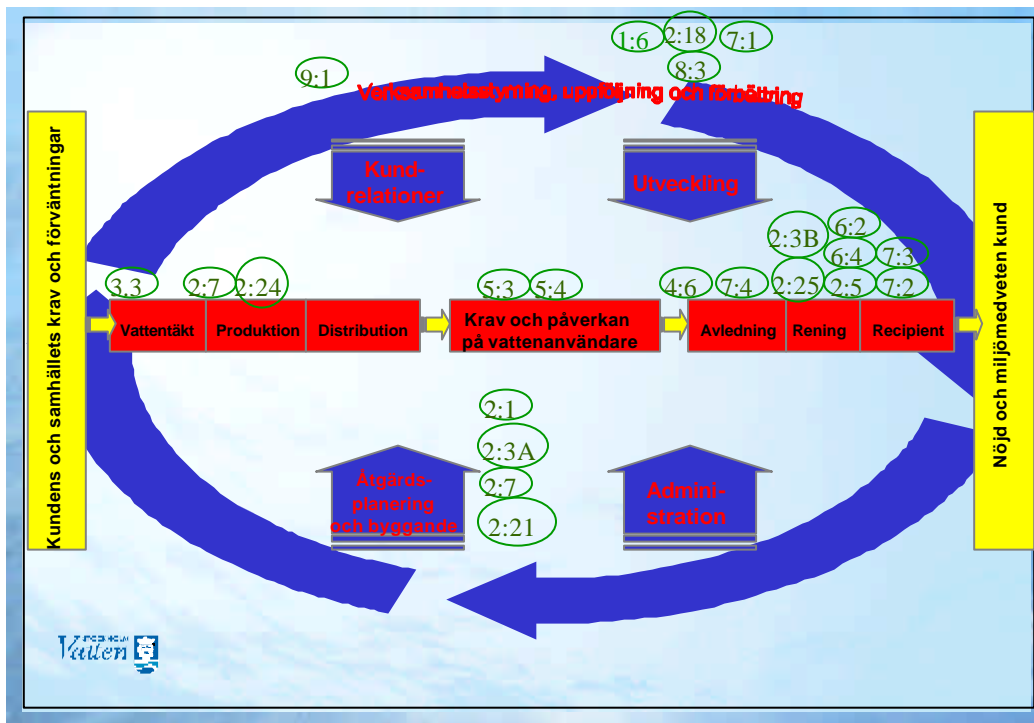 1:6 2:18 7:1
8:3
9:1
Verksamhetsstyrning, uppföljning och förbättring
Kundens och samhällets krav och förväntningar
Kund-
relationer
Utveckling
Nöjd och miljömedveten kund
2:3B 6:2
6:4 7:3
3.3 2:7 2:24 5:3 5:4 4:6 7:4 2:25 2:5 7:2
Vattentäkt Produktion Distribution
Krav och påverkan
på vattenanvändare
Avledning Rening Recipient
2:1
2:3A
2:7
2:21
Åtgärds-
planering
och byggande
Admini-
stration
Vatten